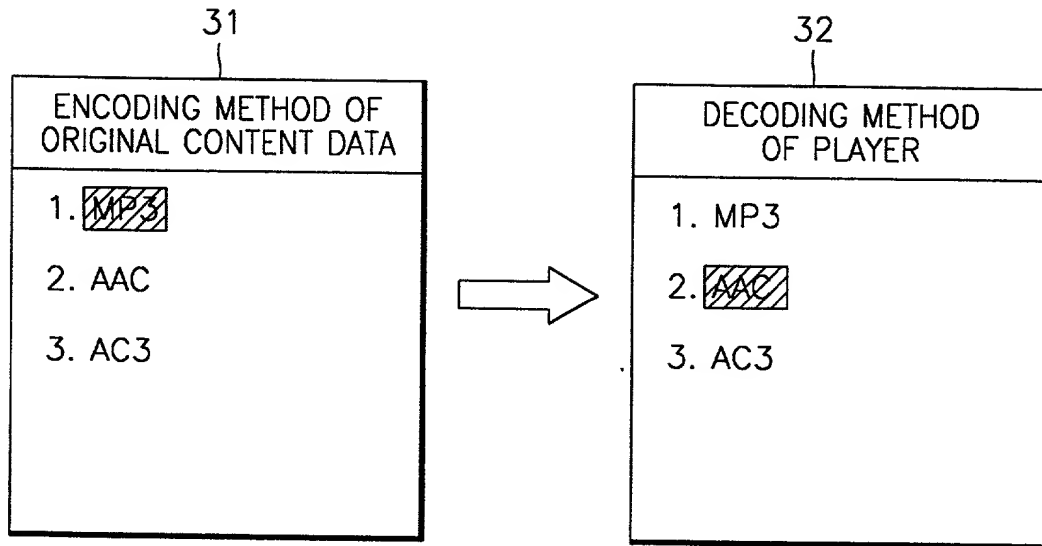 31
ENCODING METHOD OF
ORIGINAL CONTENT DATA
1. MP3
2. AAC
3. AC3
32
DECODING METHOD
OF PLAYER
1. MP3
2. AAC
3. AC3